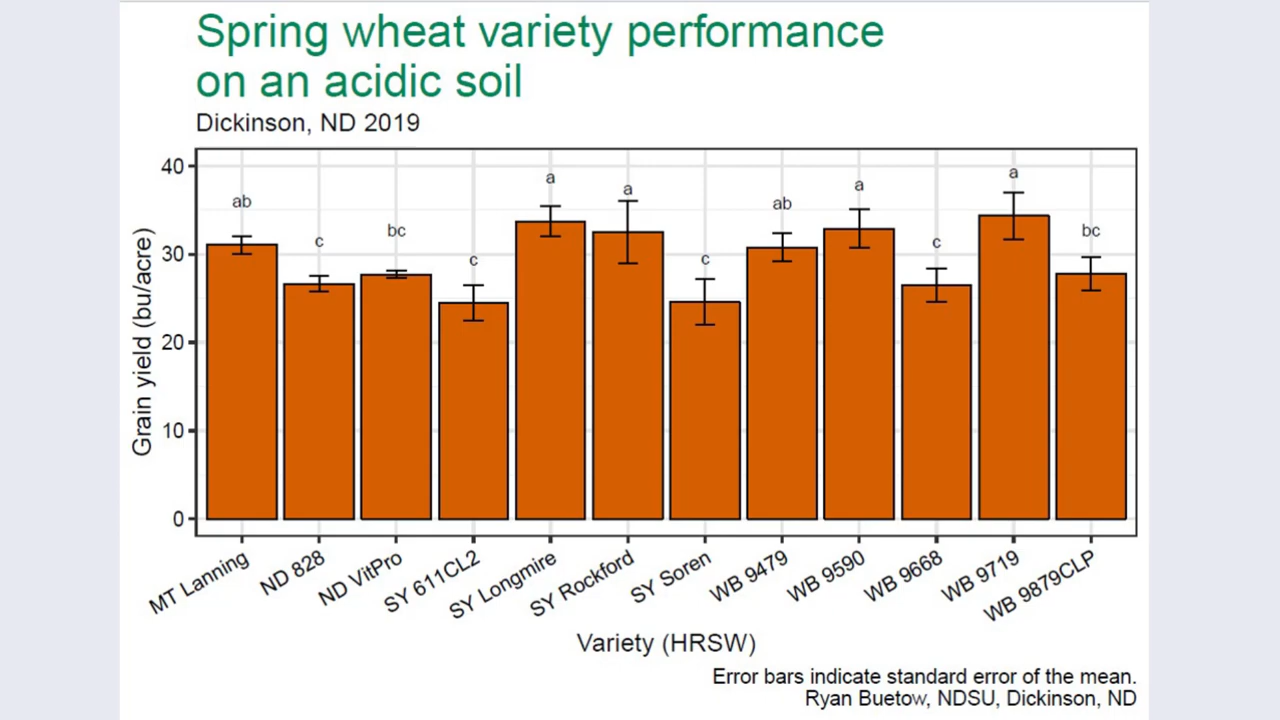 Spring wheat variety performance
on an acidic soil
Dickinson, ND 2019
Grain yield (bu/acre)
40
30
20
10
0
ab
c
bc
c
a
a
c
ab
a
c
a
bc
MT Lanning
ND 828
ND VitPro
SY 611CL2
SY Longmire
SY Rockford
SY Soren
WB 9479
WB 9590
WB 9668
WB 9719
WB 9879CLP
Variety (HRSW)
Error bars indicate standard error of the mean.
Ryan Buetow, NDSU, Dickinson, ND